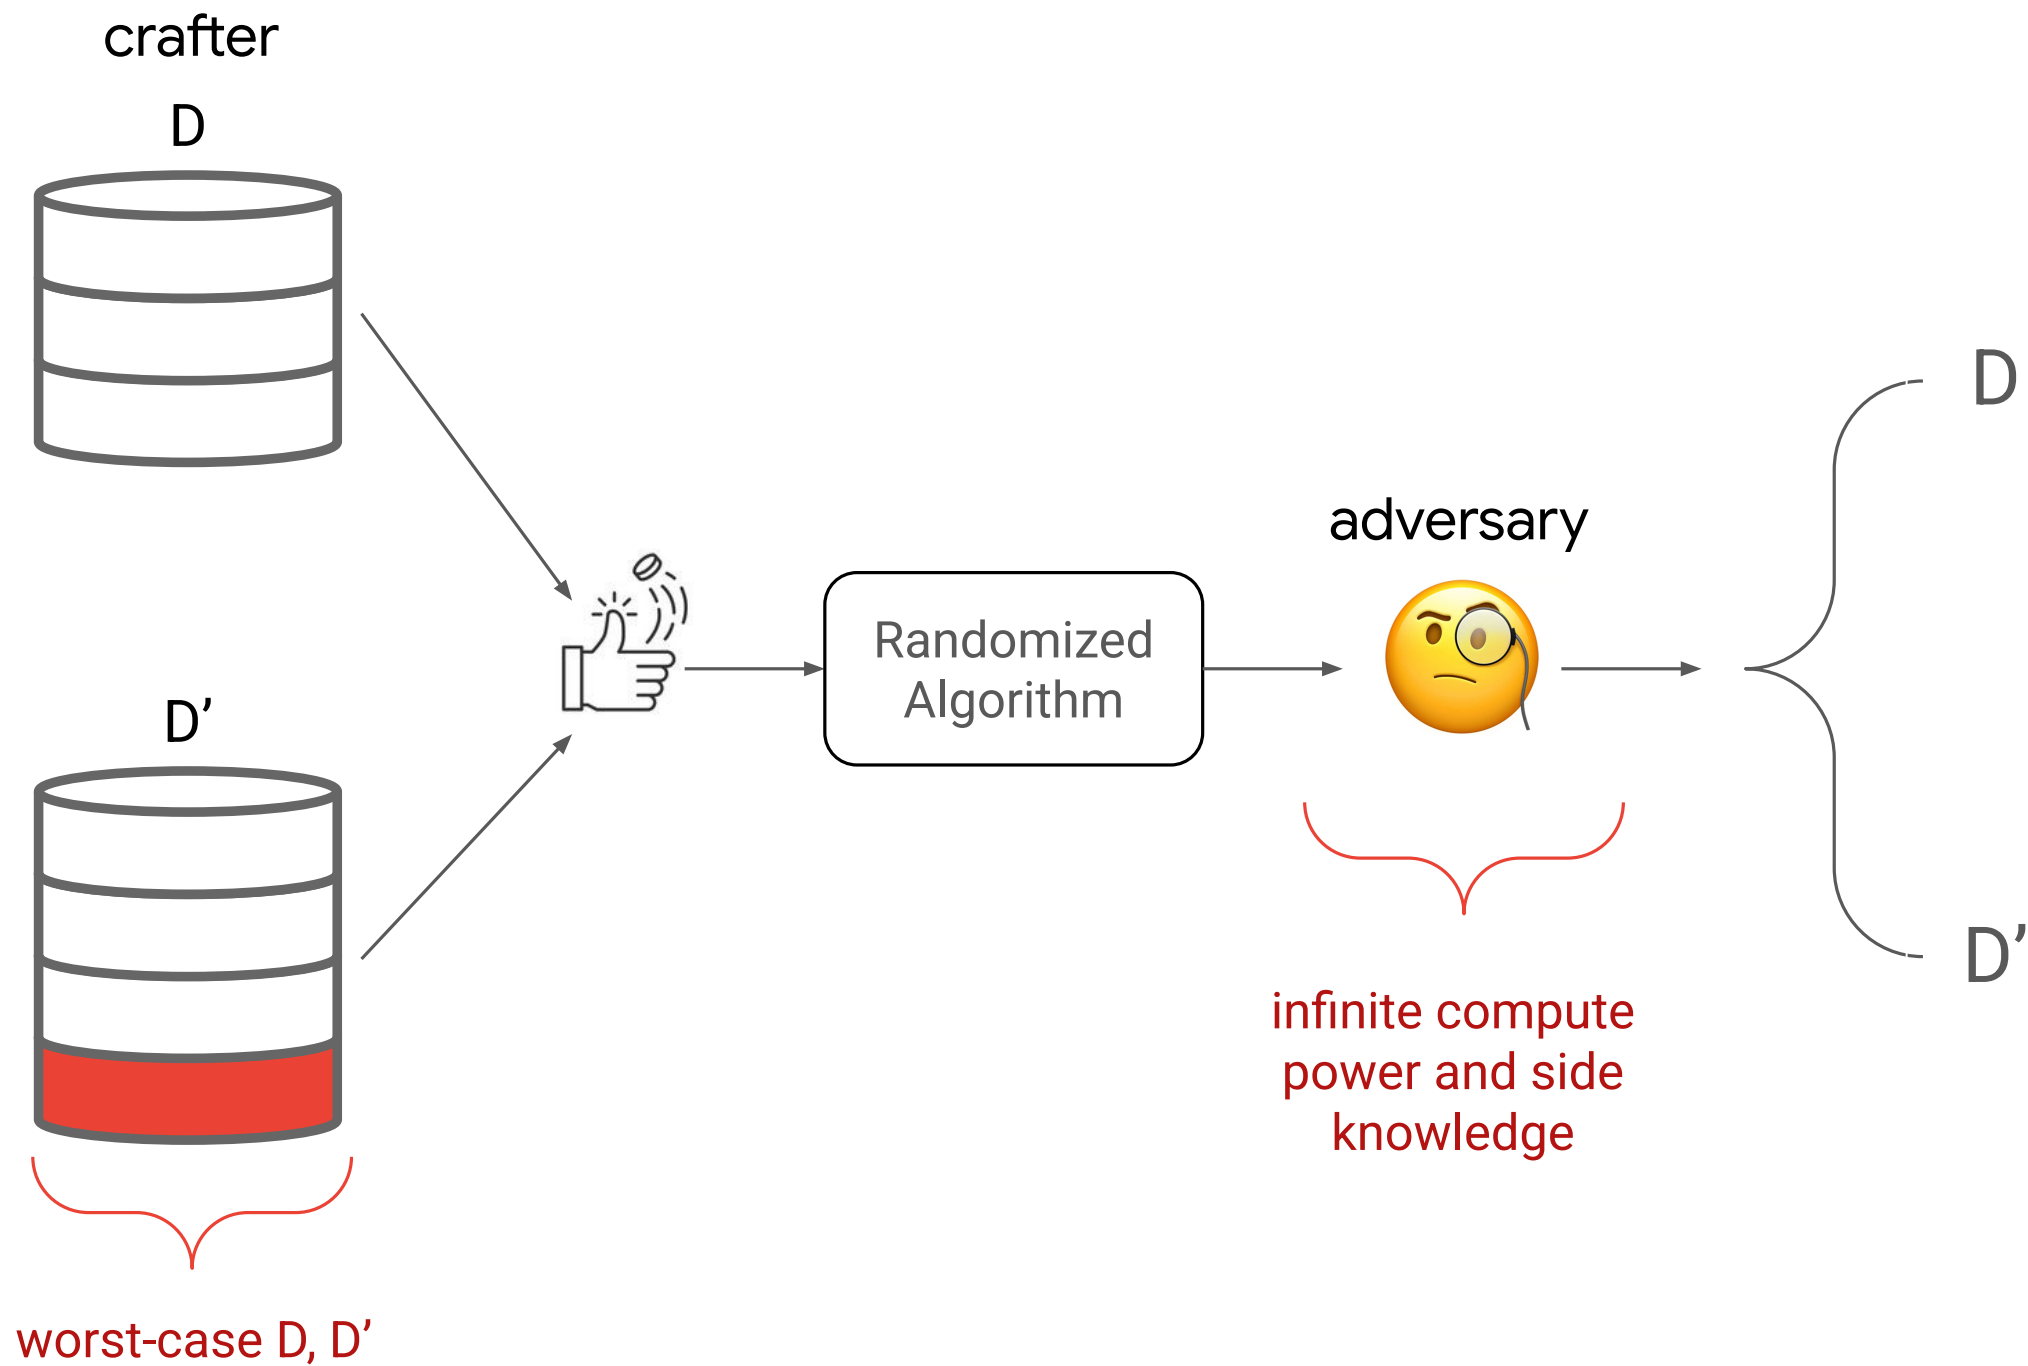 crafter
D
D’
worst-case D, D’
Randomized
Algorithm
adversary
infinite compute
power and side
knowledge
D
D’